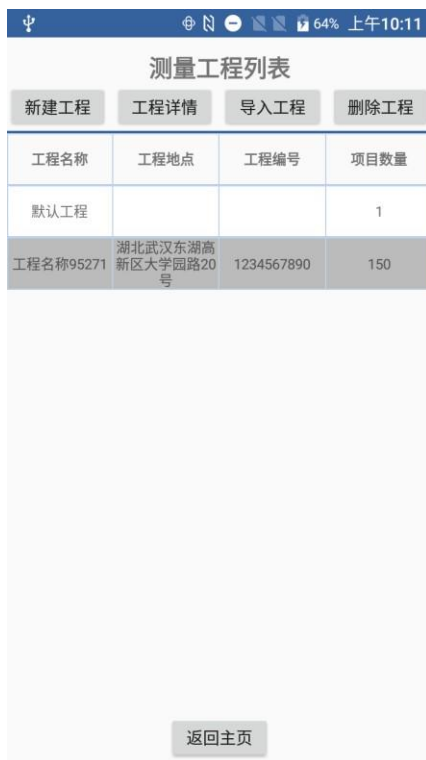 64% 上午10:11
测量工程列表
新建工程 工程详情 导入工程 删除工程
工程名称 工程地点 工程编号 项目数量
默认工程 1
工程名称95271 湖北武汉东湖高 1234567890 150
新区大学园路20
号
返回主页